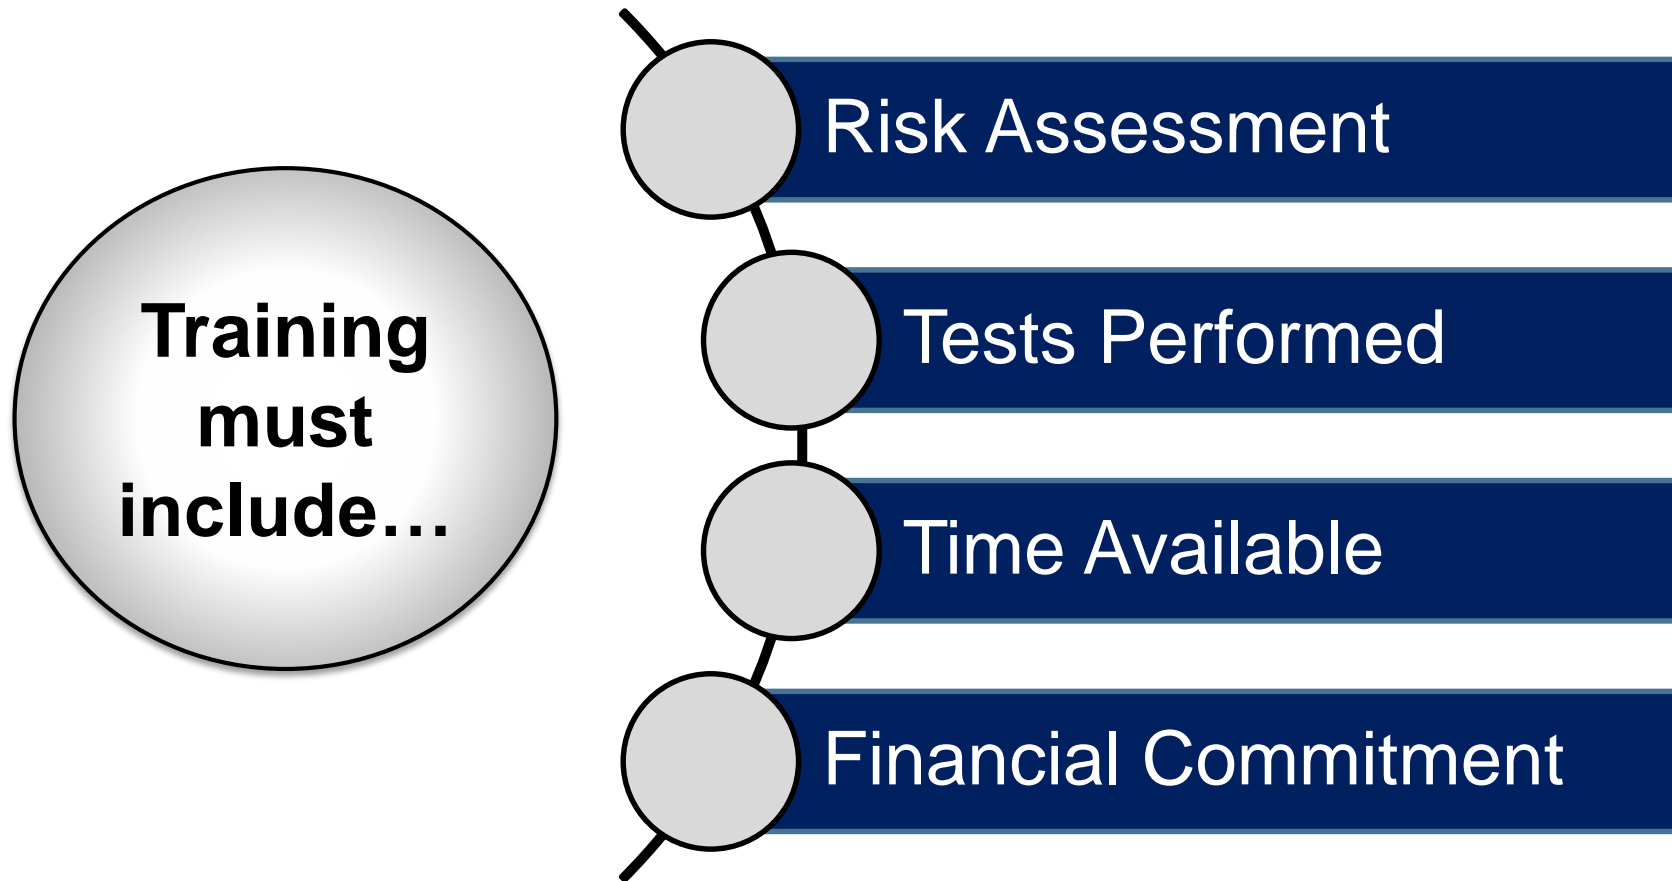 Training
must
include…
Risk Assessment
Tests Performed
Time Available
Financial Commitment